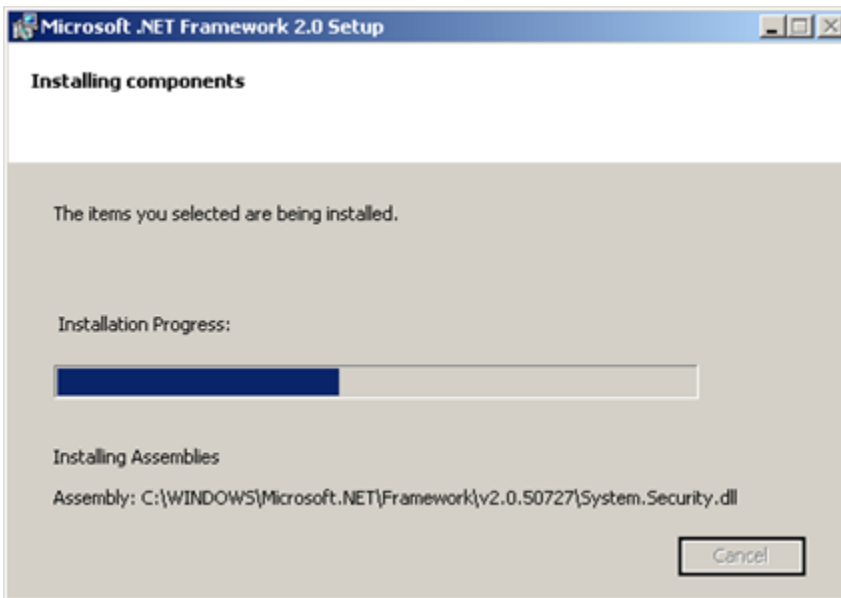 Microsoft .NET Framework 2.0 Setup
Installing components
The items you selected are being installed.
Installation Progress:
Installing Assemblies
Assembly: C:\WINDOWS\Microsoft.NET\Framework\v2.0.50727\System.Security.dll
Cancel